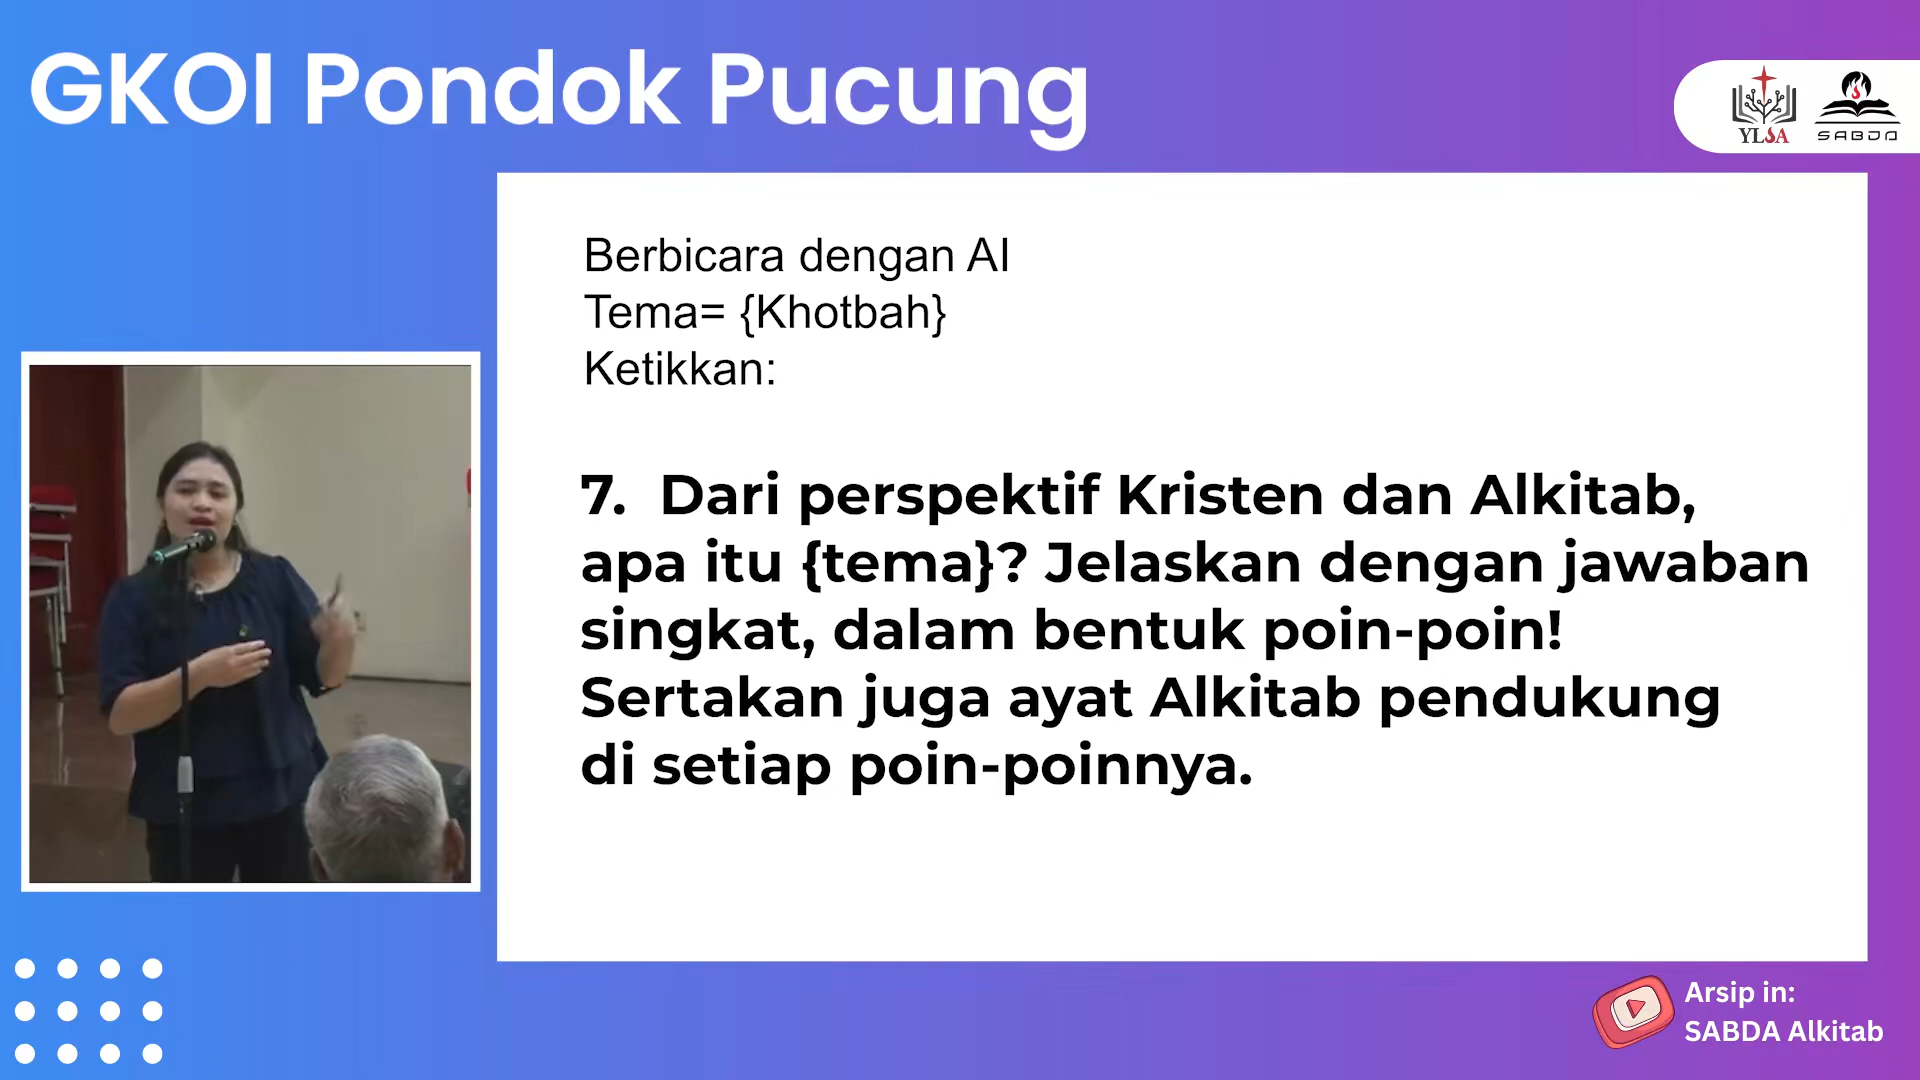 GKOI Pondok Pucung
YLSA
SABDA
Berbicara dengan AI
Tema= {Khotbah}
Ketikkan:
7. Dari perspektif Kristen dan Alkitab,
apa itu {tema}? Jelaskan dengan jawaban
singkat, dalam bentuk poin-poin!
Sertakan juga ayat Alkitab pendukung
di setiap poin-poinnya.
Arsip in:
SABDA Alkitab